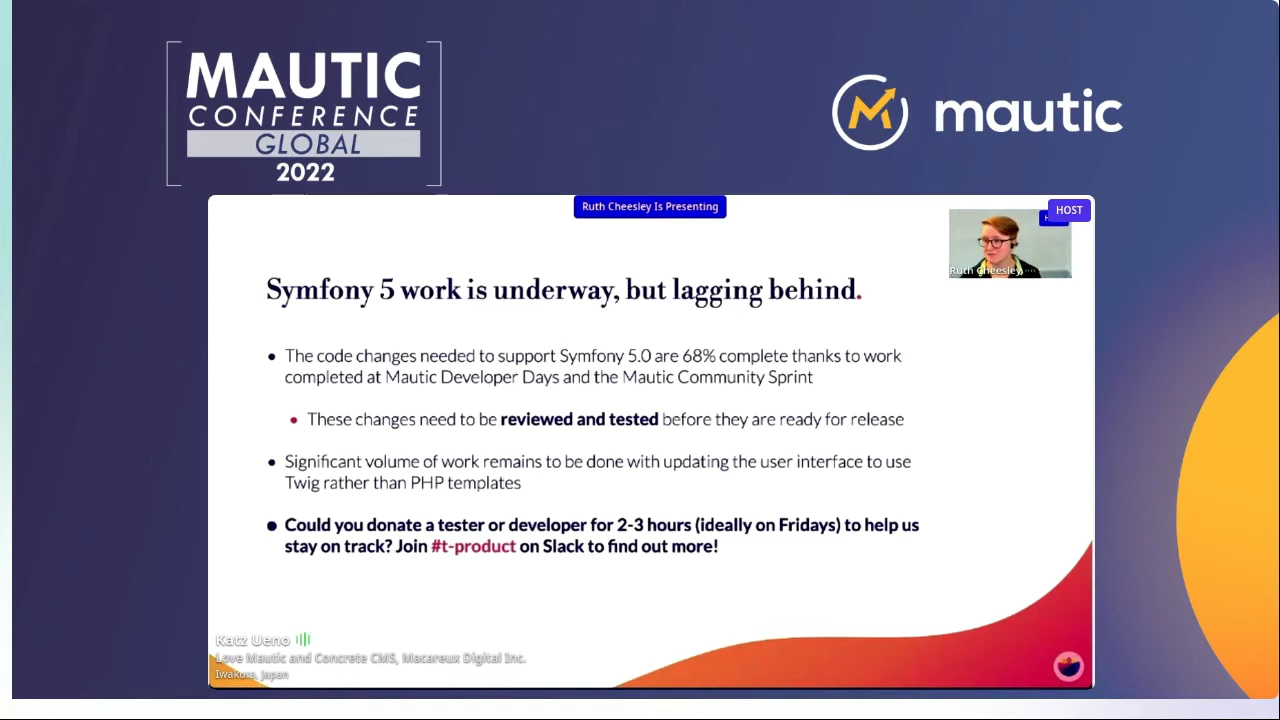 MAUTIC
CONFERENCE
GLOBAL
2022
mautic
Ruth Cheesley Is Presenting
HOST
Ruth Cheesley
Symfony 5 work is underway, but lagging behind.
• The code changes needed to support Symfony 5.0 are 68% complete thanks to work
completed at Mautic Developer Days and the Mautic Community Sprint
• These changes need to be reviewed and tested before they are ready for release
• Significant volume of work remains to be done with updating the user interface to use
Twig rather than PHP templates
• Could you donate a tester or developer for 2-3 hours (ideally on Fridays) to help us
stay on track? Join #t-product on Slack to find out more!
Katz Ueno
Love Mautic and Concrete CMS, Macareux Digital Inc.
Iwakura, Japan